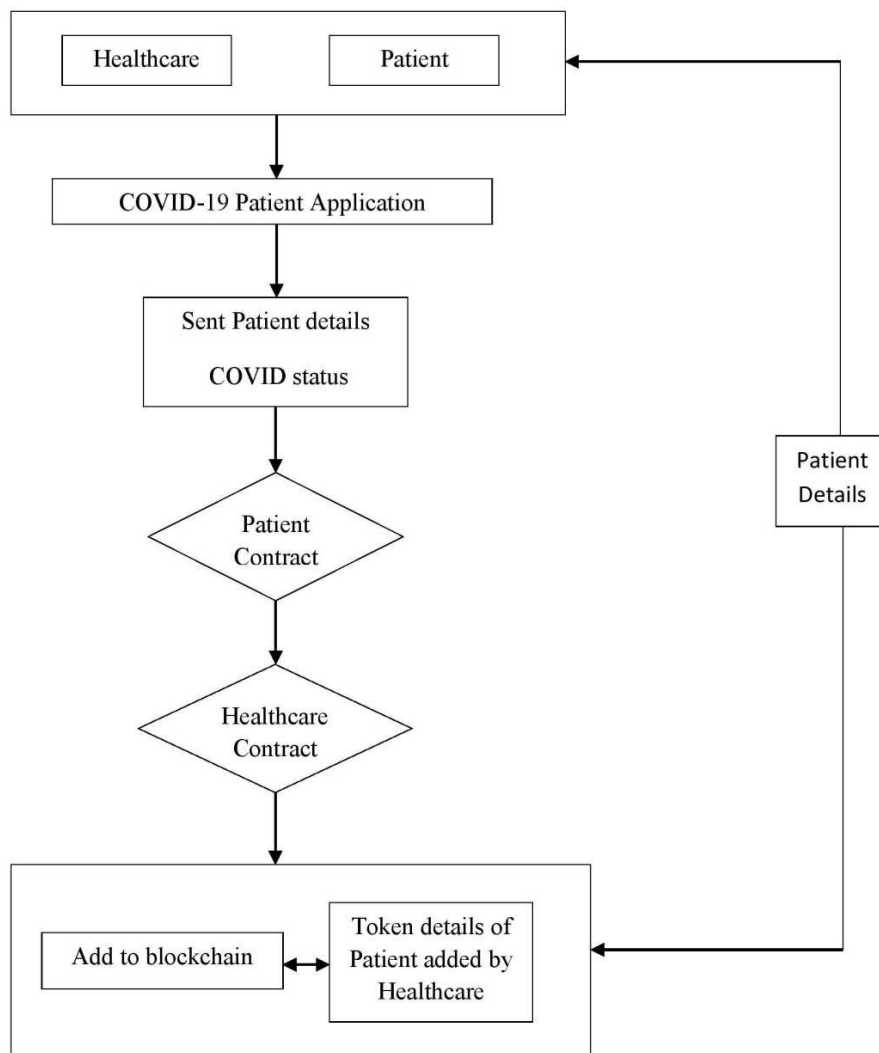 Healthcare
Patient
COVID-19 Patient Application
Sent Patient details
COVID status
Patient
Contract
Healthcare
Contract
Patient
Details
Add to blockchain
Token details of
Patient added by
Healthcare